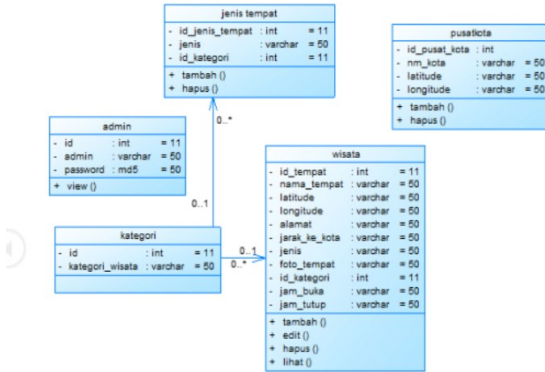 jenis tempat
- id_jenis_tempat : int = 11
- jenis : varchar = 50
- id_kategori : int = 11
+ tambah ()
+ hapus ()
pusatkota
- id_pusat_kota : int
- nm_kota : varchar = 50
- latitude : varchar = 50
- longitude : varchar = 50
+ tambah ()
+ hapus ()
0..*
admin
- id : int = 11
- admin : varchar = 50
- password : md5 = 50
+ view ()
0..1
wisata
- id_tempat : int = 11
- nama_tempat : varchar = 50
- latitude : varchar = 50
- longitude : varchar = 50
- alamat : varchar = 50
- jarak_ke_kota : varchar = 50
- jenis : varchar = 50
- foto_tempat : varchar = 50
- id_kategori : int = 11
- jam_buka : varchar = 50
- jam_tutup : varchar = 50
+ tambah ()
+ edit ()
+ hapus ()
+ lihat ()
kategori
- id : int = 11
- kategori_wisata : varchar = 50
0..1
0..*